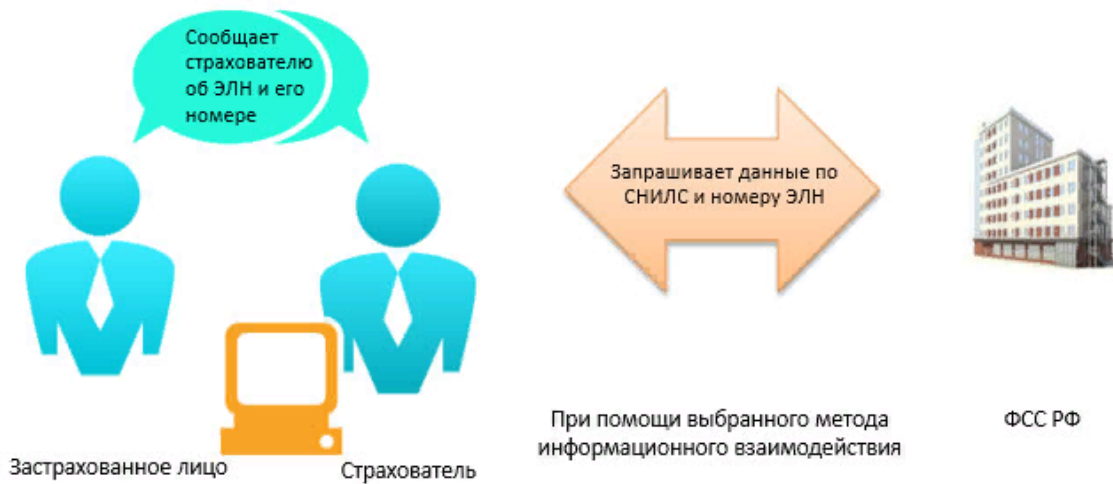 Сообщает
страхователю
об ЭЛН и его
номере
Запрашивает данные по
СНИЛС и номеру ЭЛН
При помощи выбранного метода
информационного взаимодействия
ФСС РФ
Застрахованное лицо
Страхователь